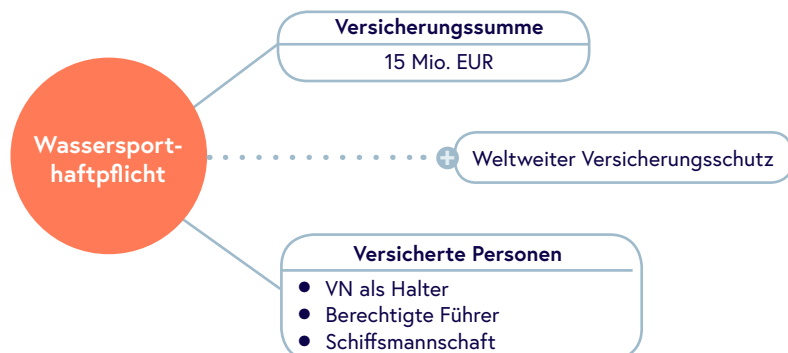 Versicherungssumme
15 Mio. EUR
Wassersport-
haftpflicht
Weltweiter Versicherungsschutz
Versicherte Personen
VN als Halter
Berechtigte Führer
Schiffsmannschaft